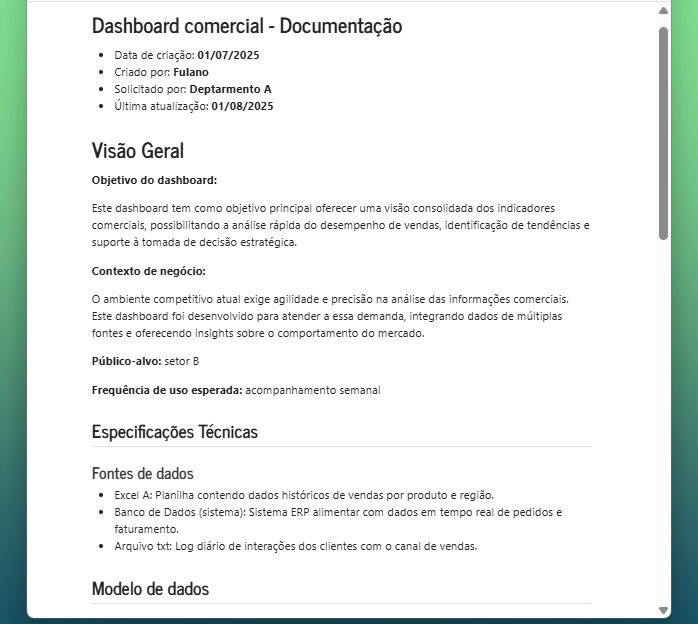 Dashboard comercial - Documentação
• Data de criação: 01/07/2025
• Criado por: Fulano
• Solicitado por: Deptarmento A
• Última atualização: 01/08/2025
Visão Geral
Objetivo do dashboard:
Este dashboard tem como objetivo principal oferecer uma visão consolidada dos indicadores
comerciais, possibilitando a análise rápida do desempenho de vendas, identificação de tendências e
suporte à tomada de decisão estratégica.
Contexto de negócio:
O ambiente competitivo atual exige agilidade e precisão na análise das informações comerciais.
Este dashboard foi desenvolvido para atender a essa demanda, integrando dados de múltiplas
fontes e oferecendo insights sobre o comportamento do mercado.
Público-alvo: setor B
Frequência de uso esperada: acompanhamento semanal
Especificações Técnicas
Fontes de dados
• Excel A: Planilha contendo dados históricos de vendas por produto e região.
• Banco de Dados (sistema): Sistema ERP alimentar com dados em tempo real de pedidos e
faturamento.
• Arquivo txt: Log diário de interações dos clientes com o canal de vendas.
Modelo de dados